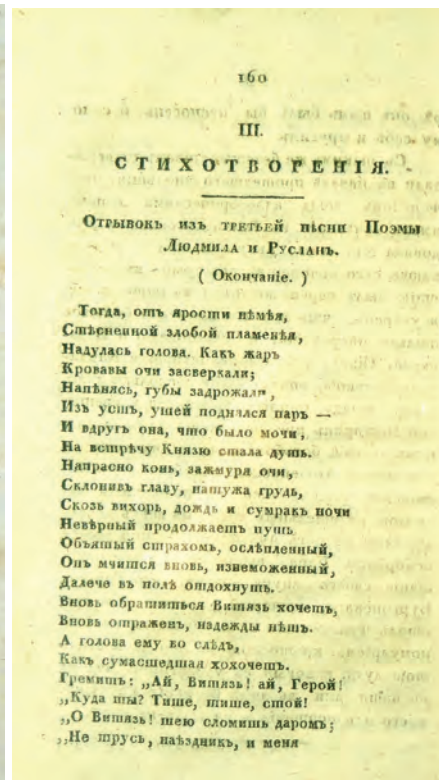 160
III.
СТИХОТВОРЕНІЯ.
Отрывокъ изъ третьей пѣсни Поэмы
Людмила и Русланъ.
( Окончаніе. )
Тогда, отъ ярости нѣмѣя,
Стѣсненной злобой пламенѣя,
Надулась голова. Какъ жаръ
Кровавы очи засверкали;
Напѣнясь, губы задрожали,
Изъ устъ, ушей поднялся паръ —
И вдругъ она, что было мочи,
На встрѣчу Князю стала дуть.
Напрасно конь, зажмуря очи,
Склонивъ главу, натужа грудь,
Сквозь вихорь, дождь и сумракъ ночи
Невѣрный продолжаетъ путь.
Объятый страхомъ, ослѣпленный,
Онъ мчится вновь, изнеможенный,
Далече въ полѣ отдохнуть.
Вновь обратиться Витязь хочетъ,
Вновь отраженъ, надежды нѣтъ.
А голова ему во слѣдъ,
Какъ сумасшедшая хохочетъ.
Гремитъ: „Ай, Витязь! ай, Герой!
„Куда ты? Тише, тише, стой!
„О Витязь! шею сломишь даромъ;
„Не трусь, наѣздникъ, и меня